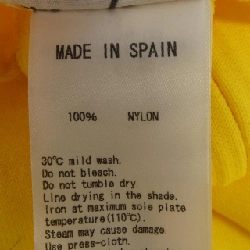 MADE IN SPAIN
100% NYLON
30°C mild wash.
Do not bleach.
Do not tumble dry
Line drying in the shade.
Iron at maximum sole plate
temperature(110°C).
Steam may cause damage.
Use press-cloth.